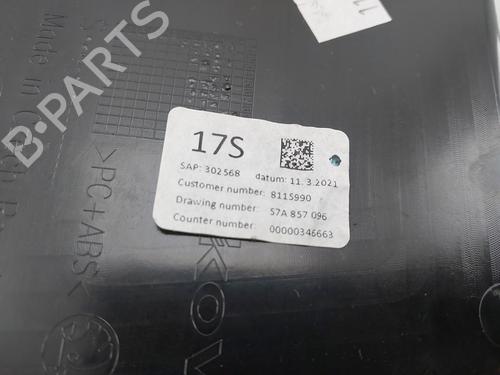 B-PARTS
17S
SAP: 302568 datum: 11.3.2021
Customer number: 8115990
Drawing number: 57A 857 096
Counter number: 00000346663
Made in Czech
>PC+ABS<